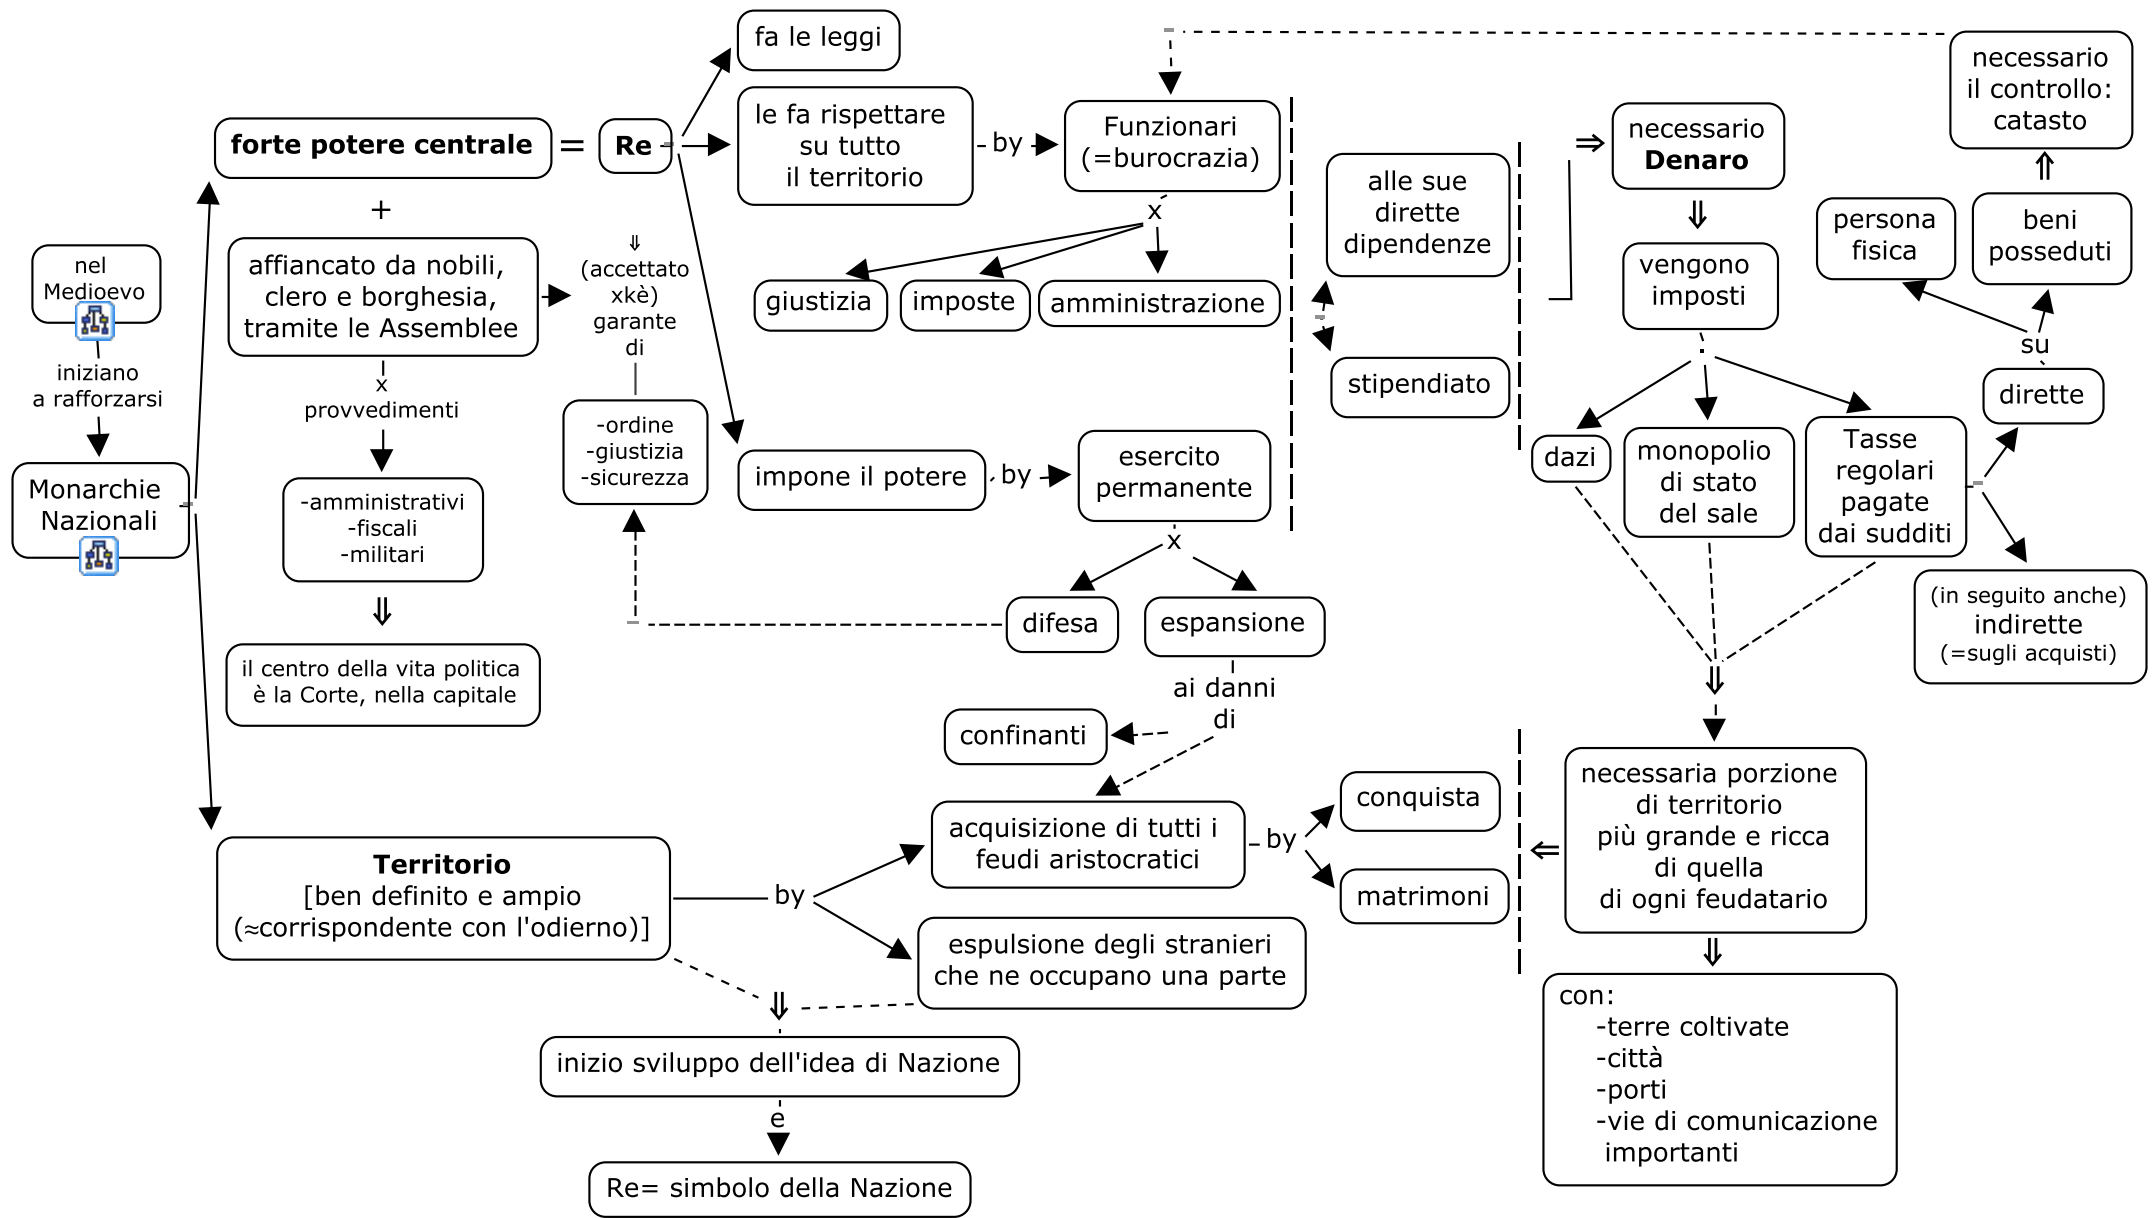 nel
Medioevo
iniziano
a rafforzarsi
Monarchie
Nazionali
forte potere centrale
=
Re
+
affiancato da nobili,
clero e borghesia,
tramite le Assemblee
x
provvedimenti
-amministrativi
-fiscali
-militari
⇓
il centro della vita politica
è la Corte, nella capitale
⇓
(accettato
xkè)
garante
di
-ordine
-giustizia
-sicurezza
fa le leggi
le fa rispettare
su tutto
il territorio
by
Funzionari
(=burocrazia)
x
giustizia
imposte
amministrazione
impone il potere
by
esercito
permanente
x
difesa
espansione
ai danni
di
confinanti
alle sue
dirette
dipendenze
stipendiato
⇒
necessario
Denaro
⇓
vengono
imposti
dazi
monopolio
di stato
del sale
Tasse
regolari
pagate
dai sudditi
dirette
su
persona
fisica
beni
posseduti
⇑
necessario
il controllo:
catasto
(in seguito anche)
indirette
(=sugli acquisti)
⇓
necessaria porzione
di territorio
più grande e ricca
di quella
di ogni feudatario
⇐
⇓
con:
-terre coltivate
-città
-porti
-vie di comunicazione
importanti
Territorio
[ben definito e ampio
(≈corrispondente con l'odierno)]
by
acquisizione di tutti i
feudi aristocratici
by
conquista
matrimoni
espulsione degli stranieri
che ne occupano una parte
⇓
inizio sviluppo dell'idea di Nazione
e
Re= simbolo della Nazione